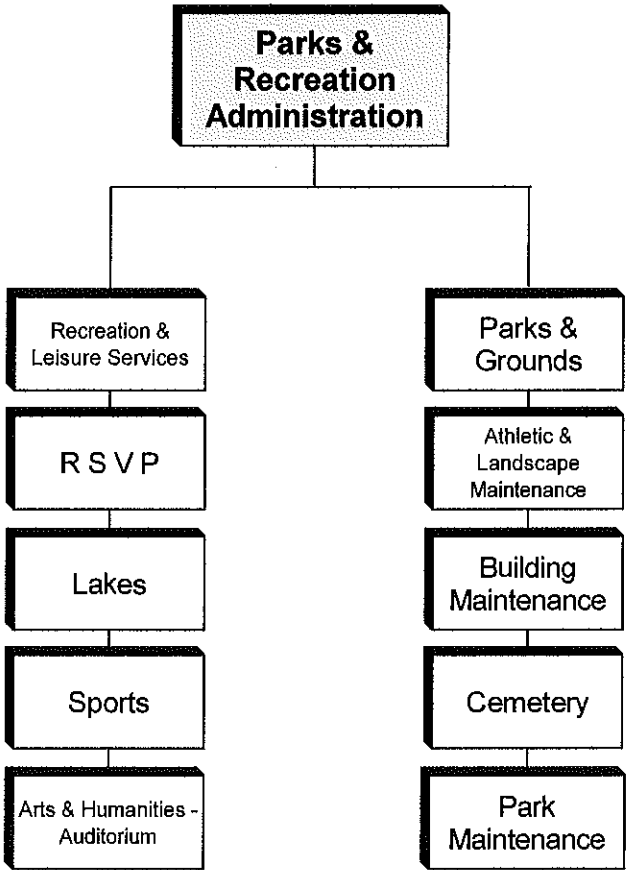 Parks &
Recreation
Administration
Recreation &
Leisure Services
R S V P
Lakes
Sports
Arts & Humanities -
Auditorium
Parks &
Grounds
Athletic &
Landscape
Maintenance
Building
Maintenance
Cemetery
Park
Maintenance